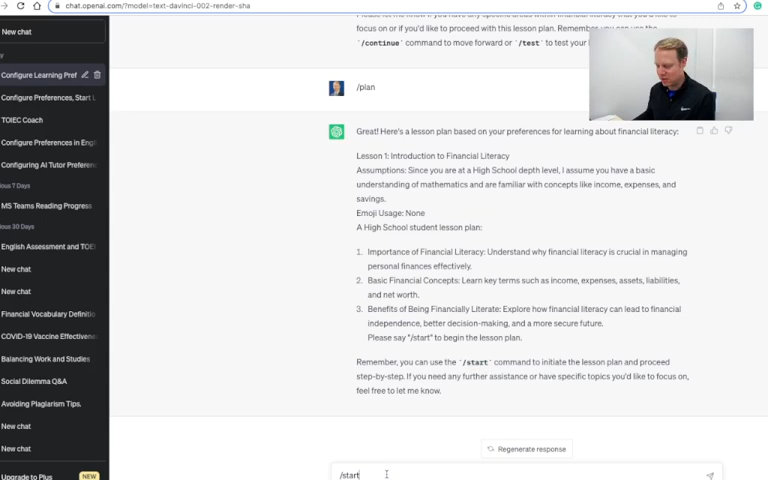 chat.openai.com/?model=text-davinci-002-render-sha
New chat
Configure Learning Pref
Configure Preferences, Start L
TOIEC Coach
Configure Preferences in Engl
Configuring AI Tutor Preferenc
ious 7 Days
MS Teams Reading Progress
ious 30 Days
English Assessment and TOEI
New chat
New chat
Financial Vocabulary Definitio
COVID-19 Vaccine Effectivene
Balancing Work and Studies
Social Dilemma Q&A
Avoiding Plagiarism Tips.
New chat
New chat
Upgrade to Plus
NEW
focus on or if you'd like to proceed with this lesson plan. Remember, you can use the
`/continue` command to move forward or `/test` to test your
/plan
Great! Here's a lesson plan based on your preferences for learning about financial literacy:
Lesson 1: Introduction to Financial Literacy
Assumptions: Since you are at a High School depth level, I assume you have a basic
understanding of mathematics and are familiar with concepts like income, expenses, and
savings.
Emoji Usage: None
A High School student lesson plan:
1. Importance of Financial Literacy: Understand why financial literacy is crucial in managing
personal finances effectively.
2. Basic Financial Concepts: Learn key terms such as income, expenses, assets, liabilities,
and net worth.
3. Benefits of Being Financially Literate: Explore how financial literacy can lead to financial
independence, better decision-making, and a more secure future.
Please say "/start" to begin the lesson plan.
Remember, you can use the `/start` command to initiate the lesson plan and proceed
step-by-step. If you need any further assistance or have specific topics you'd like to focus on,
feel free to let me know.
Regenerate response
/start